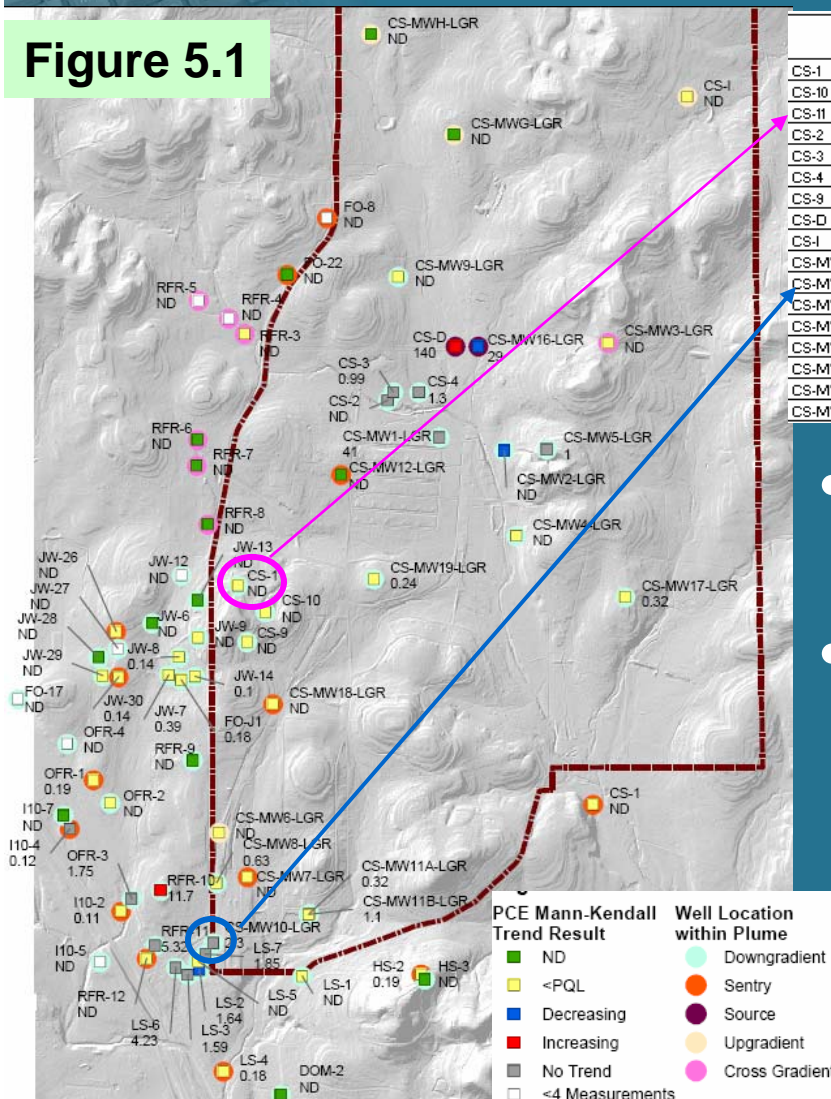 Figure 5.1
CS-MWH-LGR
ND
CS-I
ND
CS-MWG-LGR
ND
FO-8
ND
FO-22
ND
CS-MW9-LGR
ND
RFR-5
ND
RFR-4
ND
RFR-3
ND
CS-D
140
CS-MW16-LGR
29
CS-MW3-LGR
ND
CS-3
0.99
CS-2
ND
CS-4
1.3
CS-MW1-LGR
41
CS-MW5-LGR
1
CS-MW2-LGR
ND
RFR-6
ND
RFR-7
ND
CS-MW12-LGR
ND
RFR-8
ND
CS-MW4-LGR
ND
JW-13
ND
JW-12
ND
CS-1
ND
CS-MW19-LGR
0.24
CS-MW17-LGR
0.32
JW-26
ND
JW-27
ND
JW-28
ND
JW-29
ND
JW-6
ND
CS-10
ND
JW-9
ND
CS-9
ND
JW-8
0.14
JW-14
0.1
JW-30
0.14
JW-7
0.39
FO-J1
0.18
CS-MW18-LGR
ND
FO-17
ND
OFR-4
ND
RFR-9
ND
OFR-1
0.19
OFR-2
ND
CS-1
ND
I10-7
ND
I10-4
0.12
CS-MW6-LGR
ND
CS-MW8-LGR
0.63
CS-MW7-LGR
ND
OFR-3
1.75
RFR-10
11.7
CS-MW11A-LGR
0.32
CS-MW11B-LGR
1.1
I10-2
0.11
RFR-11
5.32
CS-MW10-LGR
2.3
LS-7
1.85
I10-5
ND
RFR-12
ND
LS-6
4.23
LS-2
1.64
LS-3
1.59
LS-5
ND
LS-1
ND
HS-2
0.19
HS-3
ND
LS-4
0.18
DOM-2
ND
CS-1
CS-10
CS-11
CS-2
CS-3
CS-4
CS-9
CS-D
CS-I
PCE Mann-Kendall
Trend Result
ND
<PQL
Decreasing
Increasing
No Trend
<4 Measurements
Well Location
within Plume
Downgradient
Sentry
Source
Upgradient
Cross Gradient